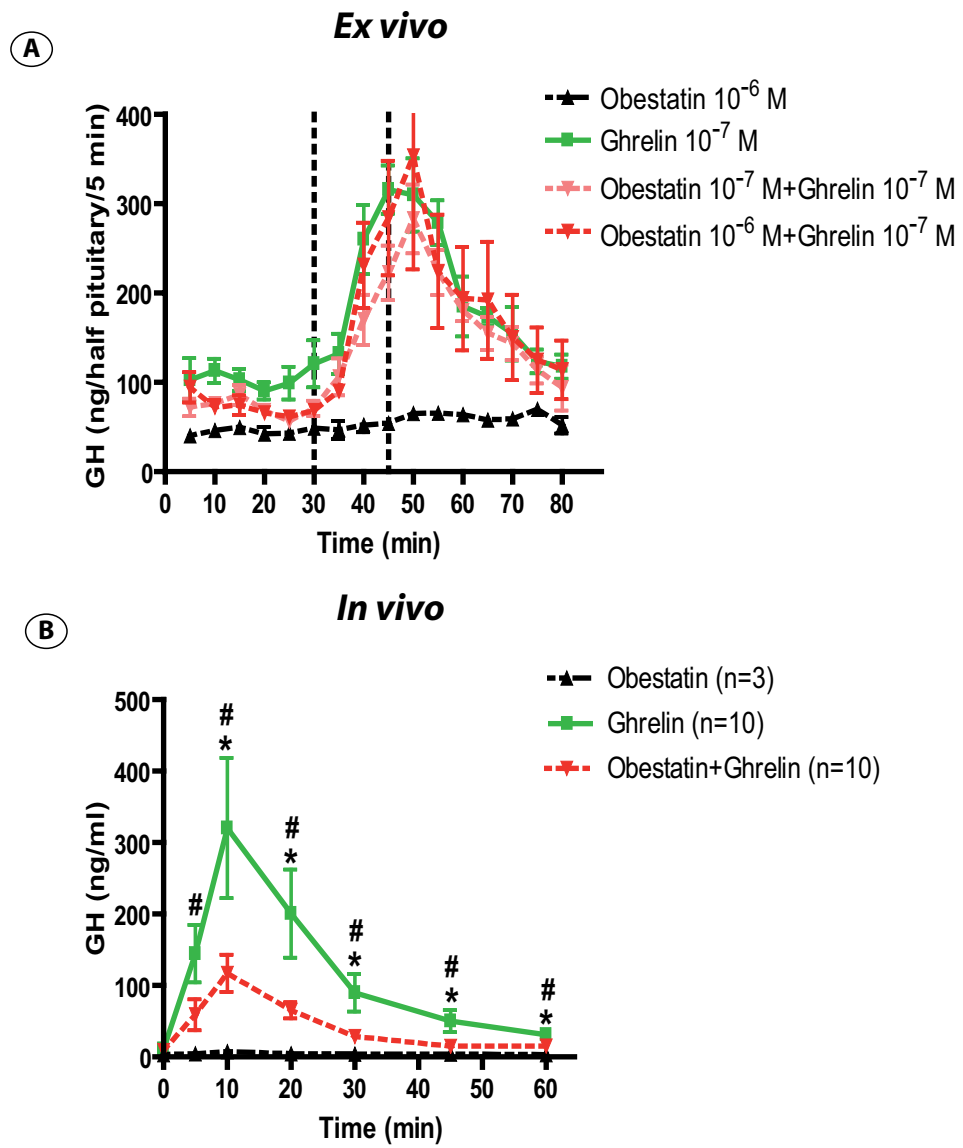 Ex vivo
A
Obestatin 10⁻⁶ M
Ghrelin 10⁻⁷ M
Obestatin 10⁻⁷ M+Ghrelin 10⁻⁷ M
Obestatin 10⁻⁶ M+Ghrelin 10⁻⁷ M
GH (ng/half pituitary/5 min)
400
300
200
100
0
0 10 20 30 40 50 60 70 80
Time (min)
In vivo
B
Obestatin (n=3)
Ghrelin (n=10)
Obestatin+Ghrelin (n=10)
GH (ng/ml)
500
400
300
200
100
0
# # # # # #
* * * * *
0 10 20 30 40 50 60
Time (min)